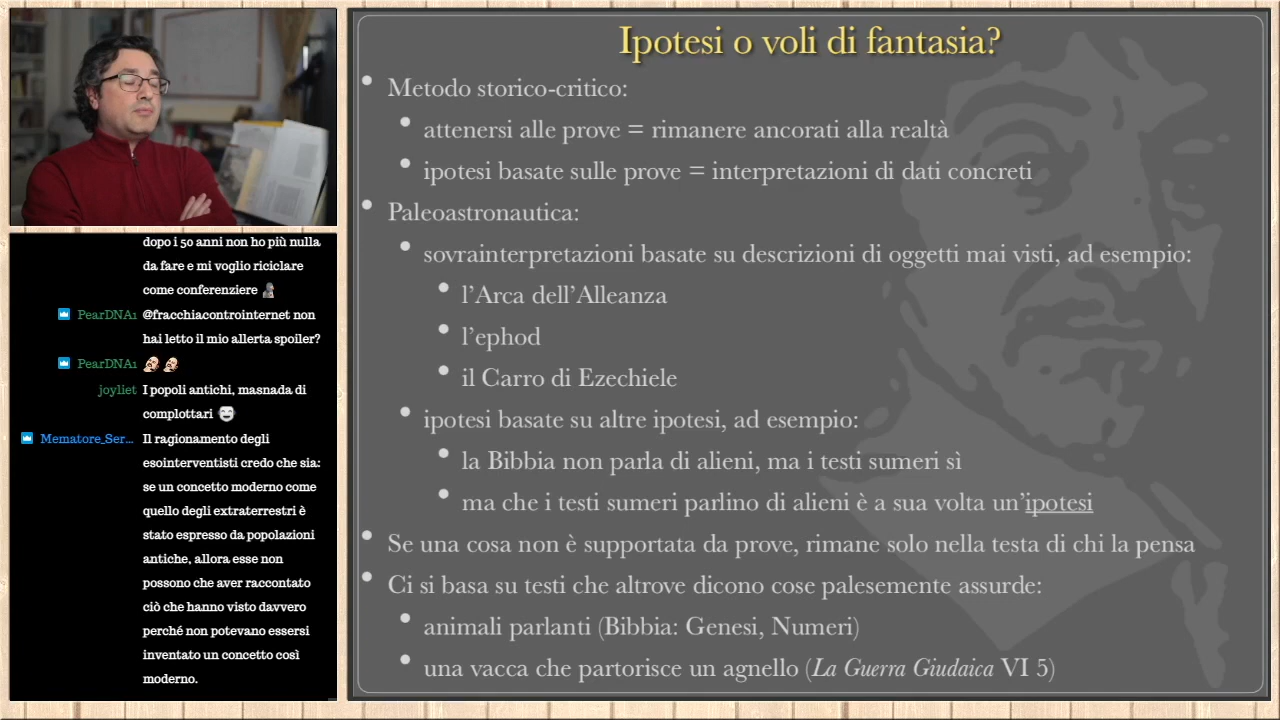 Ipotesi o voli di fantasia?
• Metodo storico-critico:
• attenersi alle prove = rimanere ancorati alla realtà
• ipotesi basate sulle prove = interpretazioni di dati concreti
• Paleoastronautica:
• sovrainterpretazioni basate su descrizioni di oggetti mai visti, ad esempio:
• l’Arca dell’Alleanza
• l’ephod
• il Carro di Ezechiele
• ipotesi basate su altre ipotesi, ad esempio:
• la Bibbia non parla di alieni, ma i testi sumeri sì
• ma che i testi sumeri parlino di alieni è a sua volta un’ipotesi
• Se una cosa non è supportata da prove, rimane solo nella testa di chi la pensa
• Ci si basa su testi che altrove dicono cose palesemente assurde:
• animali parlanti (Bibbia: Genesi, Numeri)
• una vacca che partorisce un agnello (La Guerra Giudaica VI 5)
dopo i 50 anni non ho più nulla
da fare e mi voglio riciclare
come conferenziere
PearDNA1 @fracchiacontrointernet non
hai letto il mio allerta spoiler?
PearDNA1
joyliet I popoli antichi, masnada di
complottari
Mematore_Ser... Il ragionamento degli
esointerventisti credo che sia:
se un concetto moderno come
quello degli extraterrestri è
stato espresso da popolazioni
antiche, allora esse non
possono che aver raccontato
ciò che hanno visto davvero
perché non potevano essersi
inventato un concetto così
moderno.